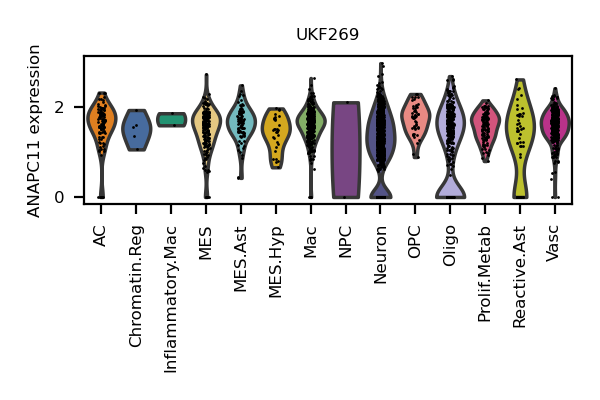 UKF269
ANAPC11 expression
2
0
AC
Chromatin.Reg
Inflammatory.Mac
MES
MES.Ast
MES.Hyp
Mac
NPC
Neuron
OPC
Oligo
Prolif.Metab
Reactive.Ast
Vasc